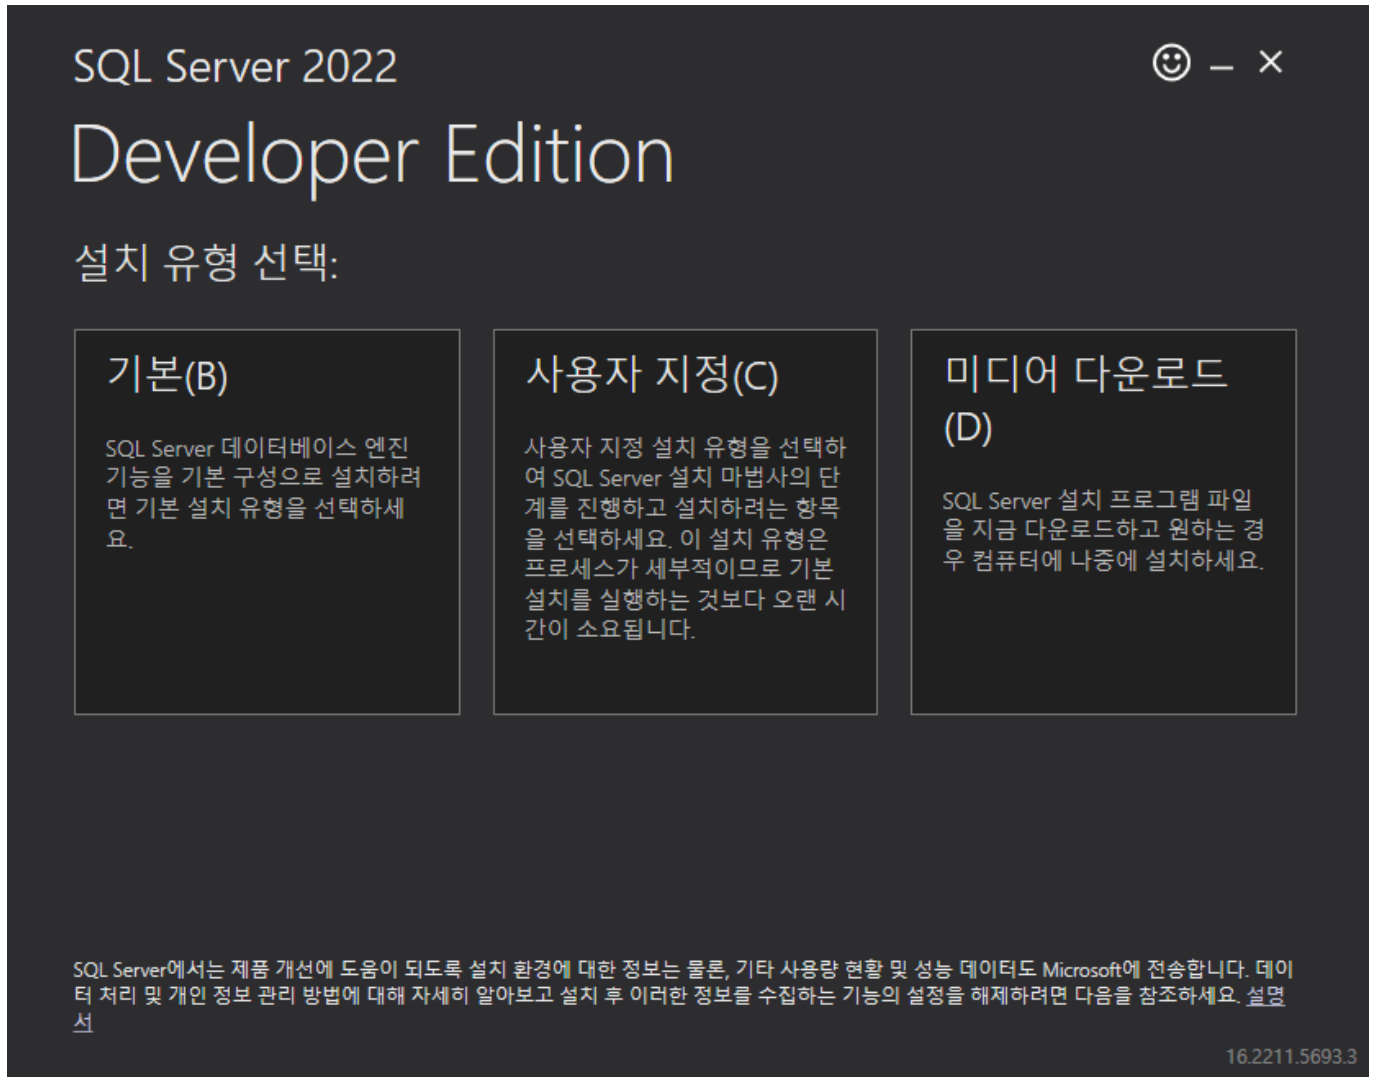 SQL Server 2022
Developer Edition
설치 유형 선택:
기본(B)
SQL Server 데이터베이스 엔진
기능을 기본 구성으로 설치하려
면 기본 설치 유형을 선택하세
요.
사용자 지정(C)
사용자 지정 설치 유형을 선택하
여 SQL Server 설치 마법사의 단
계를 진행하고 설치하려는 항목
을 선택하세요. 이 설치 유형은
프로세스가 세부적이므로 기본
설치를 실행하는 것보다 오랜 시
간이 소요됩니다.
미디어 다운로드
(D)
SQL Server 설치 프로그램 파일
을 지금 다운로드하고 원하는 경
우 컴퓨터에 나중에 설치하세요.
SQL Server에서는 제품 개선에 도움이 되도록 설치 환경에 대한 정보는 물론, 기타 사용량 현황 및 성능 데이터도 Microsoft에 전송합니다. 데이
터 처리 및 개인 정보 관리 방법에 대해 자세히 알아보고 설치 후 이러한 정보를 수집하는 기능의 설정을 해제하려면 다음을 참조하세요. 설명
서
16.2211.5693.3